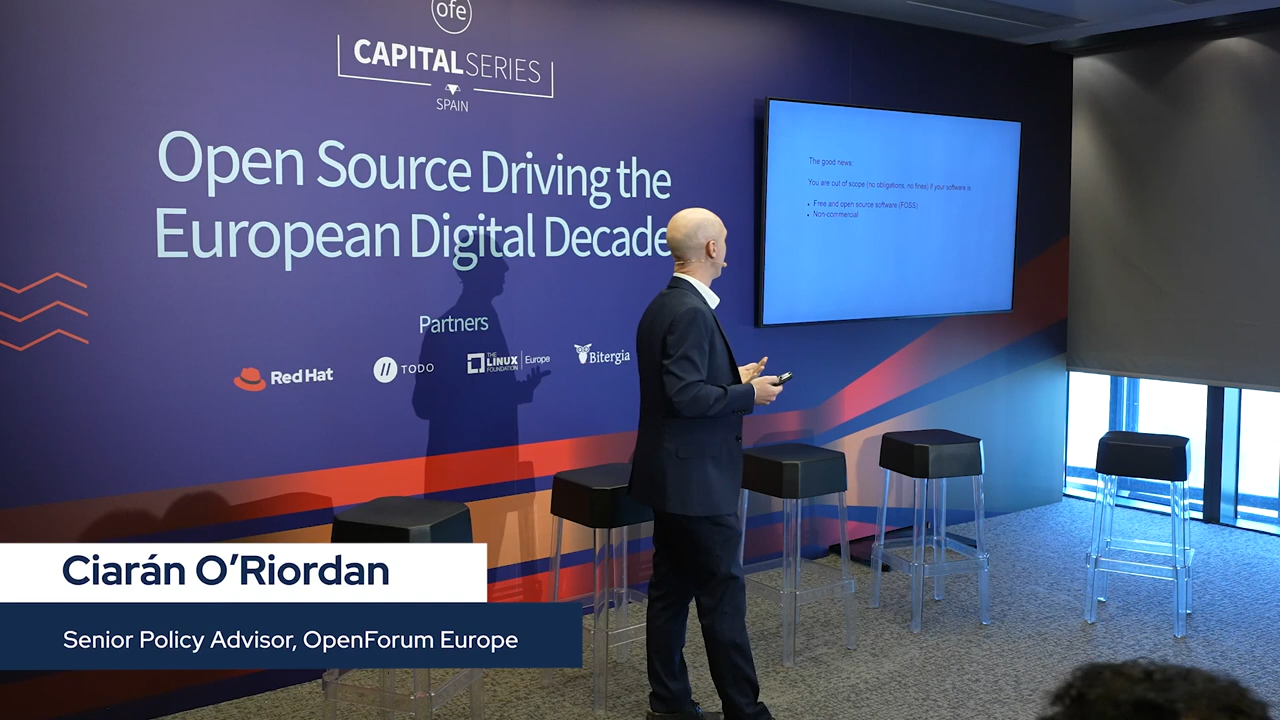 ofe
CAPITALSERIES
SPAIN
Open Source Driving the
European Digital Decade
Partners
Red Hat
TODO
THE LINUX FOUNDATION Europe
Bitergia
The good news:
You are out of scope (no obligations, no fines) if your software is
• Free and open source software (FOSS)
• Non-commercial
Ciarán O’Riordan
Senior Policy Advisor, OpenForum Europe